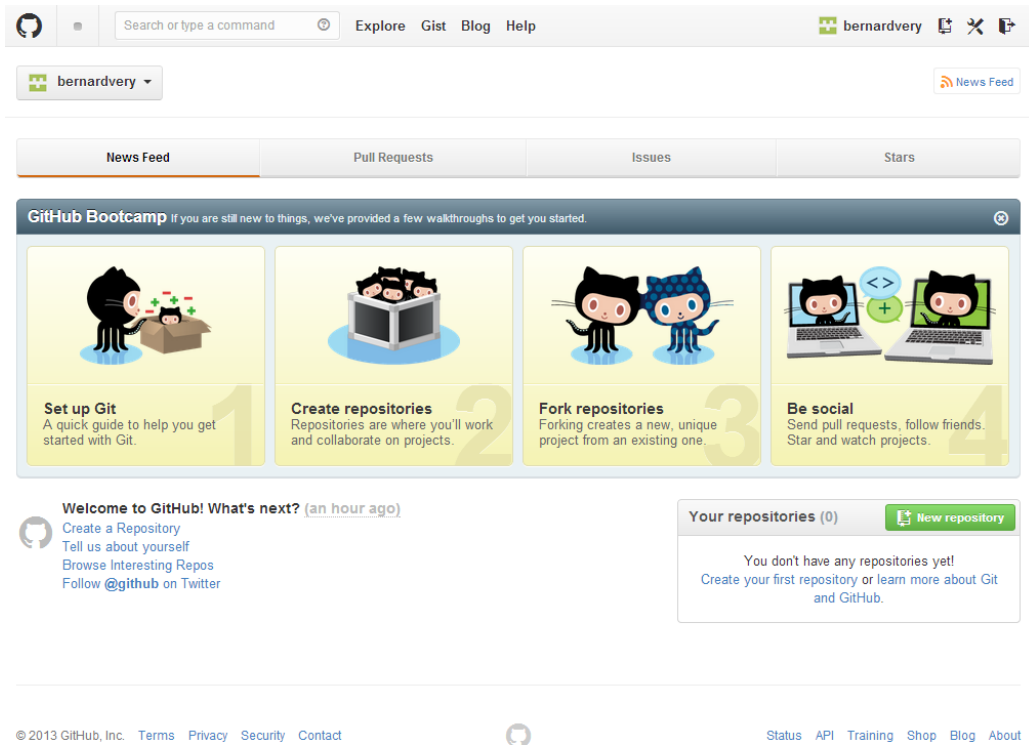 Search or type a command
Explore Gist Blog Help
bernardvery
bernardvery
News Feed
News Feed
Pull Requests
Issues
Stars
GitHub Bootcamp If you are still new to things, we've provided a few walkthroughs to get you started.
1
Set up Git
A quick guide to help you get
started with Git.
2
Create repositories
Repositories are where you'll work
and collaborate on projects.
3
Fork repositories
Forking creates a new, unique
project from an existing one.
4
Be social
Send pull requests, follow friends.
Star and watch projects.
Welcome to GitHub! What's next? (an hour ago)
Create a Repository
Tell us about yourself
Browse Interesting Repos
Follow @github on Twitter
Your repositories (0)
New repository
You don't have any repositories yet!
Create your first repository or learn more about Git
and GitHub.
© 2013 GitHub, Inc. Terms Privacy Security Contact
Status API Training Shop Blog About